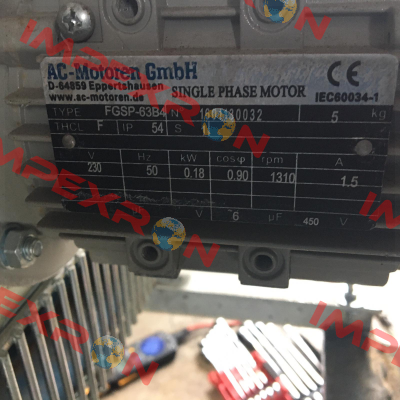 AC-Motoren GmbH
D-64859 Eppertshausen
www.ac-motoren.de SINGLE PHASE MOTOR IEC60034-1
CE
TYPE FGSP-63B4 N 1601130032 5 kg
THCL F IP 54 S
V Hz kW cosφ rpm A
230 50 0.18 0.90 1310 1.5
V 6 μF 450 V
IMPEXRON
IMPEXRON
IMPEXRON
IMPEXRON